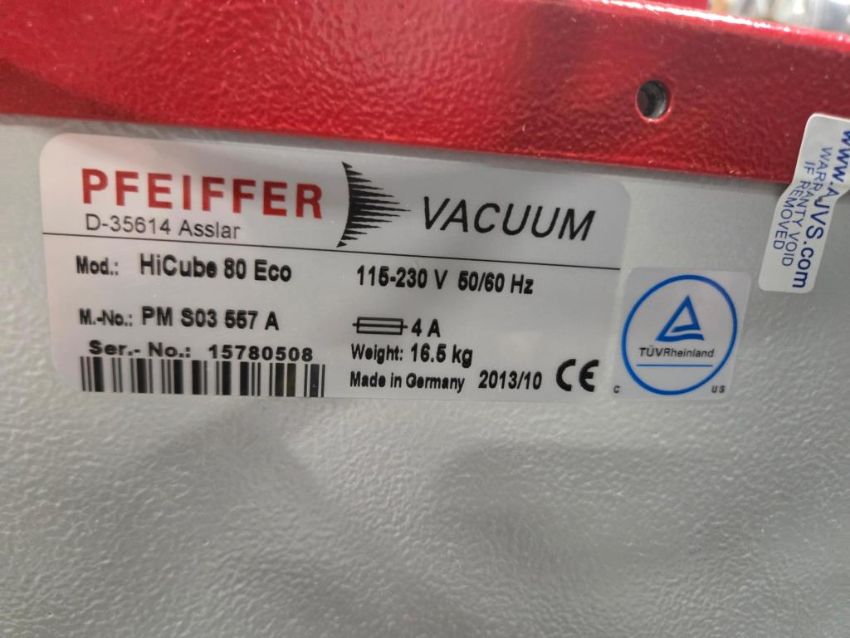 PFEIFFER VACUUM
D-35614 Asslar
Mod.: HiCube 80 Eco 115-230 V 50/60 Hz
M.-No.: PM S03 557 A 4 A
Ser.- No.: 15780508 Weight: 16.5 kg
Made in Germany 2013/10 CE
TÜVRheinland
C US
www.AJVS.com
WARRANTY VOID
IF REMOVED